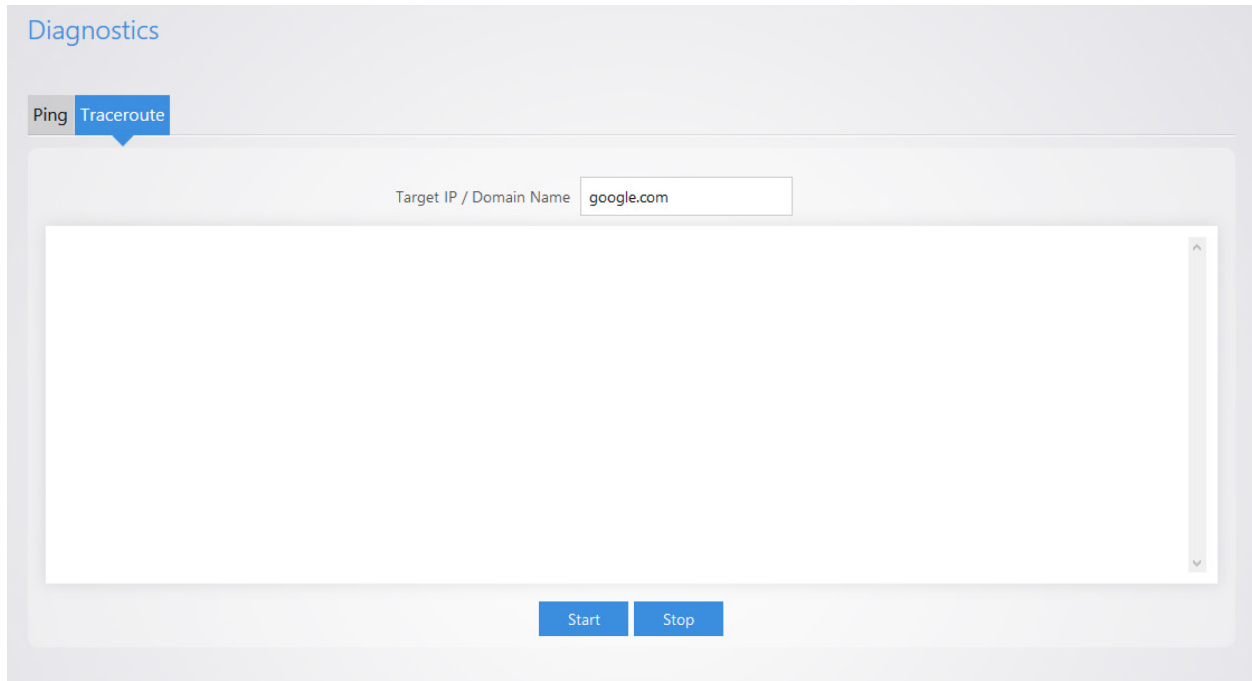 Diagnostics
Ping Traceroute
Target IP / Domain Name google.com
Start Stop